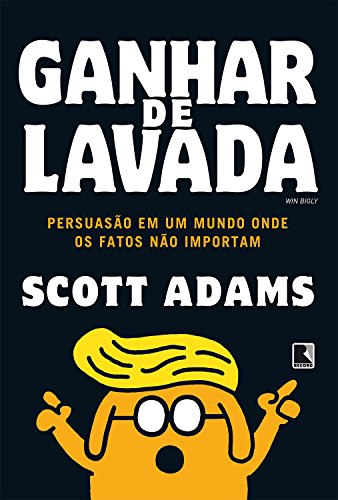 GANHAR
DE
LAVADA
WIN BIGLY
PERSUASÃO EM UM MUNDO ONDE
OS FATOS NÃO IMPORTAM
SCOTT ADAMS
R
RECORD